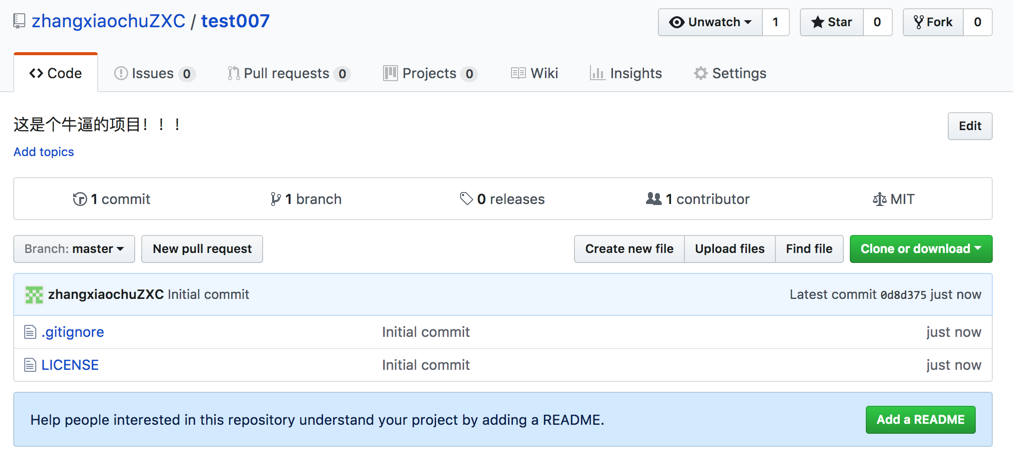 zhangxiaochuZXC / test007
Unwatch 1 Star 0 Fork 0
Code Issues 0 Pull requests 0 Projects 0 Wiki Insights Settings
这是个牛逼的项目！！！
Edit
Add topics
1 commit 1 branch 0 releases 1 contributor MIT
Branch: master New pull request Create new file Upload files Find file Clone or download
zhangxiaochuZXC Initial commit Latest commit 0d8d375 just now
.gitignore Initial commit just now
LICENSE Initial commit just now
Help people interested in this repository understand your project by adding a README. Add a README